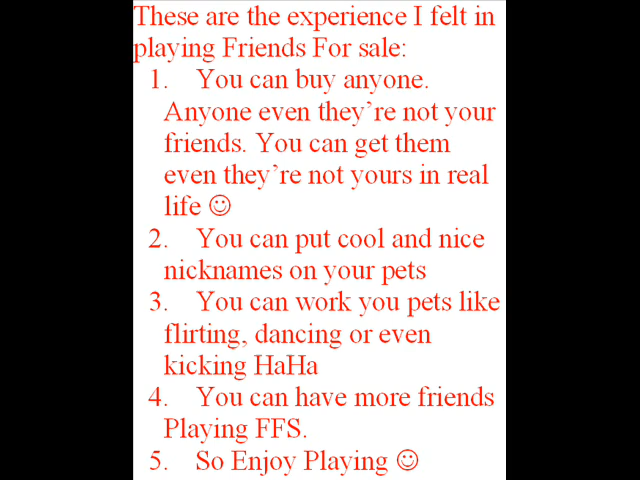 These are the experience I felt in
playing Friends For sale:
1. You can buy anyone.
Anyone even they're not your
friends. You can get them
even they're not yours in real
life ☺
2. You can put cool and nice
nicknames on your pets
3. You can work you pets like
flirting, dancing or even
kicking HaHa
4. You can have more friends
Playing FFS.
5. So Enjoy Playing ☺